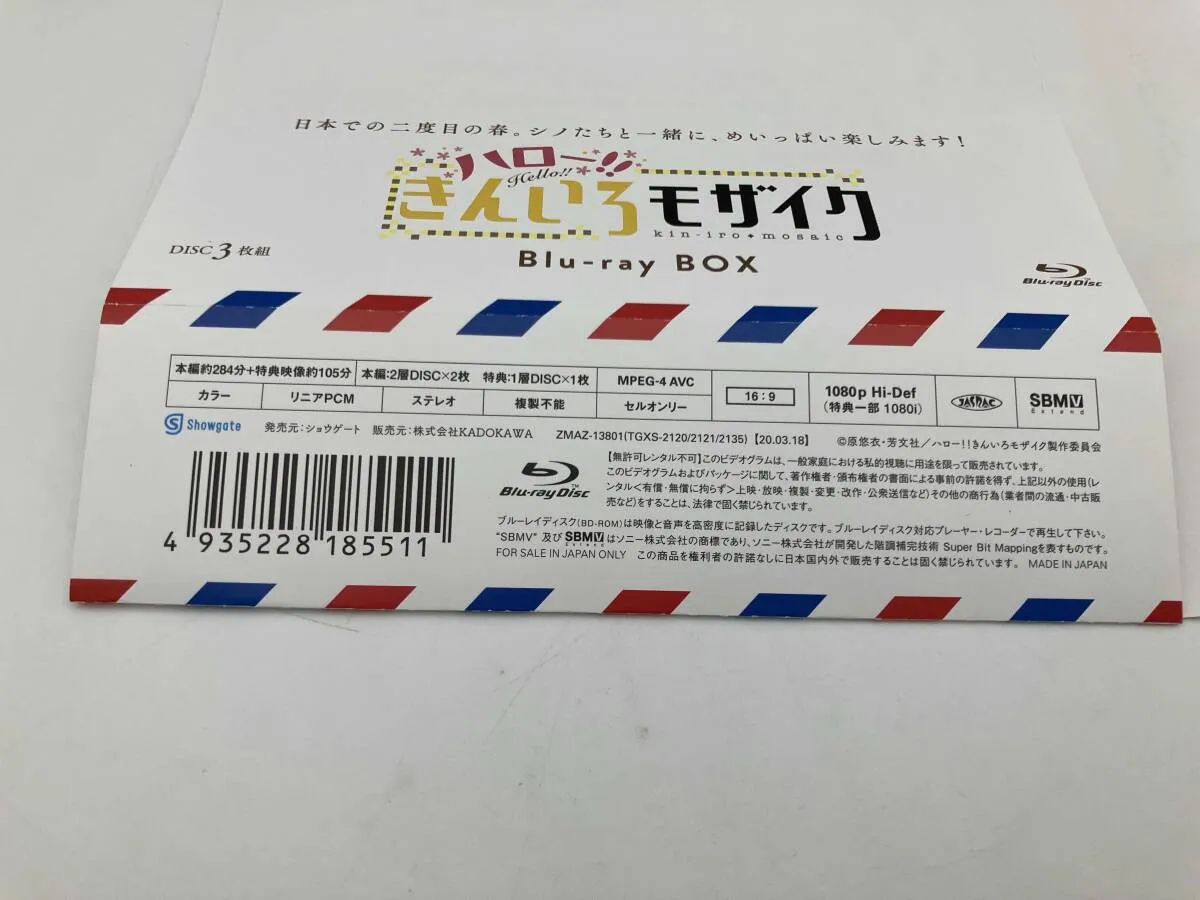 日本での二度目の春。シノたちと一緒に、めいっぱい楽しみます!
ハロー!!
Hello!!
きんいろモザイク
kin-iro mosaic
DISC 3 枚組
Blu-ray BOX
Blu-ray Disc™
本編約284分+特典映像約105分 本編:2層DISC×2枚 特典:1層DISC×1枚 MPEG-4 AVC 16:9 1080p Hi-Def (特典一部 1080i) JASRAC SBMV Extend
カラー リニアPCM ステレオ 複製不能 セルオンリー
Showgate 発売元:ショウゲート 販売元:株式会社KADOKAWA ZMAZ-13801(TGXS-2120/2121/2135) [20.03.18] ©原悠衣・芳文社/ハロー!!きんいろモザイク製作委員会
Blu-ray Disc™
【無許可レンタル不可】このビデオグラムは、一般家庭における私的視聴に用途を限って販売されています。
このビデオグラムおよびパッケージに関して、著作権者・頒布権者の書面による事前の許諾を得ず、上記以外の使用(レ
ンタル<有償・無償に拘らず>上映・放映・複製・変更・改作・公衆送信など)その他の商行為(業者間の流通・中古販
売など)をすることは、法律で固く禁じられています。
ブルーレイディスク(BD-ROM)は映像と音声を高密度に記録したディスクです。ブルーレイディスク対応プレーヤー・レコーダーで再生して下さい。
"SBMV" 及び SBMV Extend はソニー株式会社の商標であり、ソニー株式会社が開発した階調補完技術 Super Bit Mappingを表すものです。
FOR SALE IN JAPAN ONLY この商品を権利者の許諾なしに日本国内外で販売することは固く禁じられています。 MADE IN JAPAN
4 935228 185511